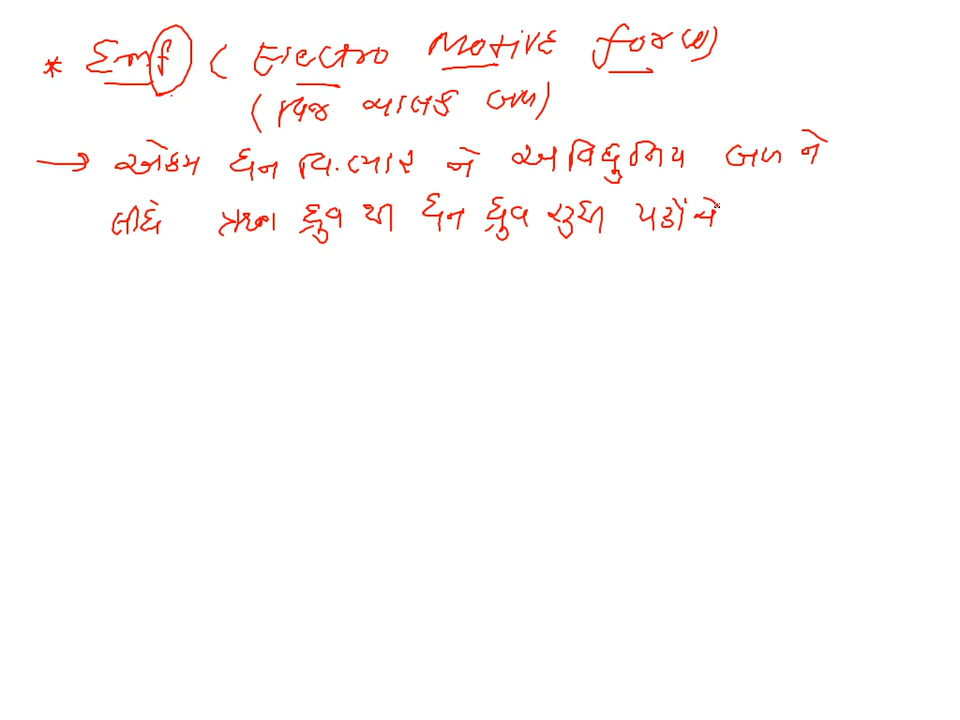 * Emf ( Electro Motive force)
(વિજ ચાલક બળ)
→ એકમ ધન વિ.ભાર ને અવિદ્યુતિય બળ ને
લીધે ઋણ ધ્રુવ થી ધન ધ્રુવ સુધી પહોંચે